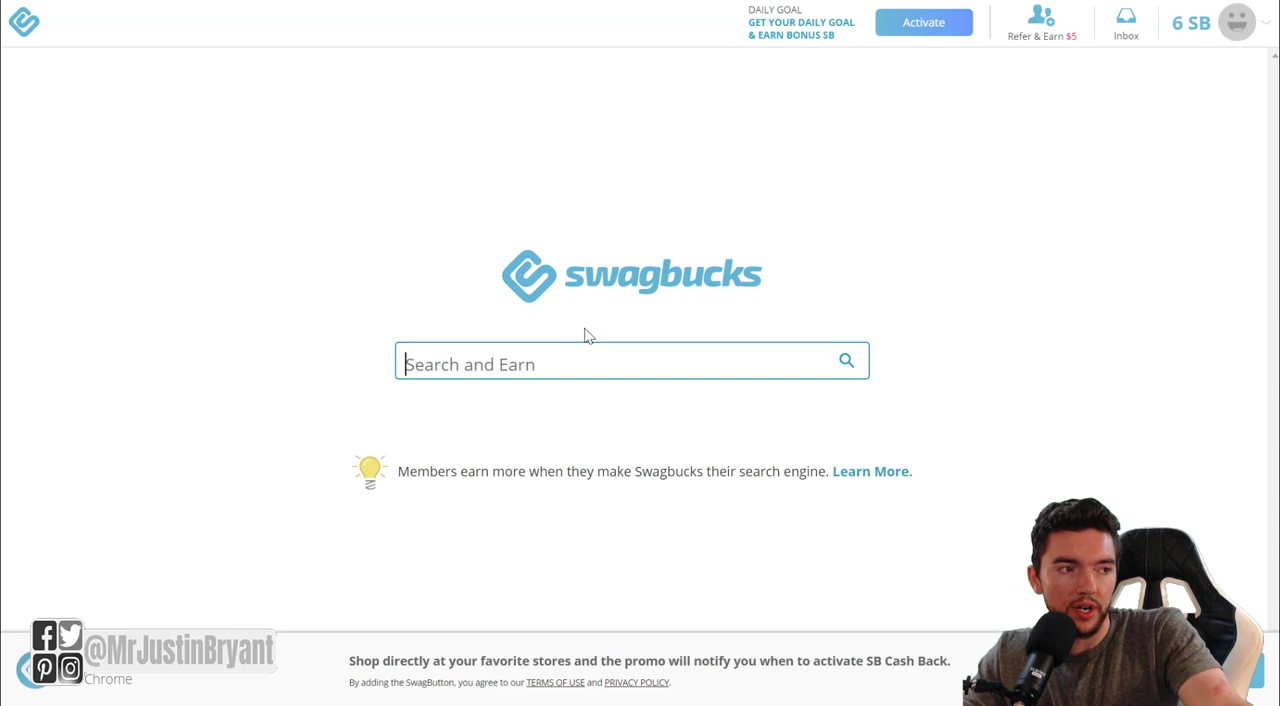 DAILY GOAL
GET YOUR DAILY GOAL
& EARN BONUS SB
Activate
Refer & Earn $5
Inbox
6 SB
swagbucks
Search and Earn
Members earn more when they make Swagbucks their search engine. Learn More.
@MrJustinBryant
Chrome
Shop directly at your favorite stores and the promo will notify you when to activate SB Cash Back.
By adding the SwagButton, you agree to our TERMS OF USE and PRIVACY POLICY.